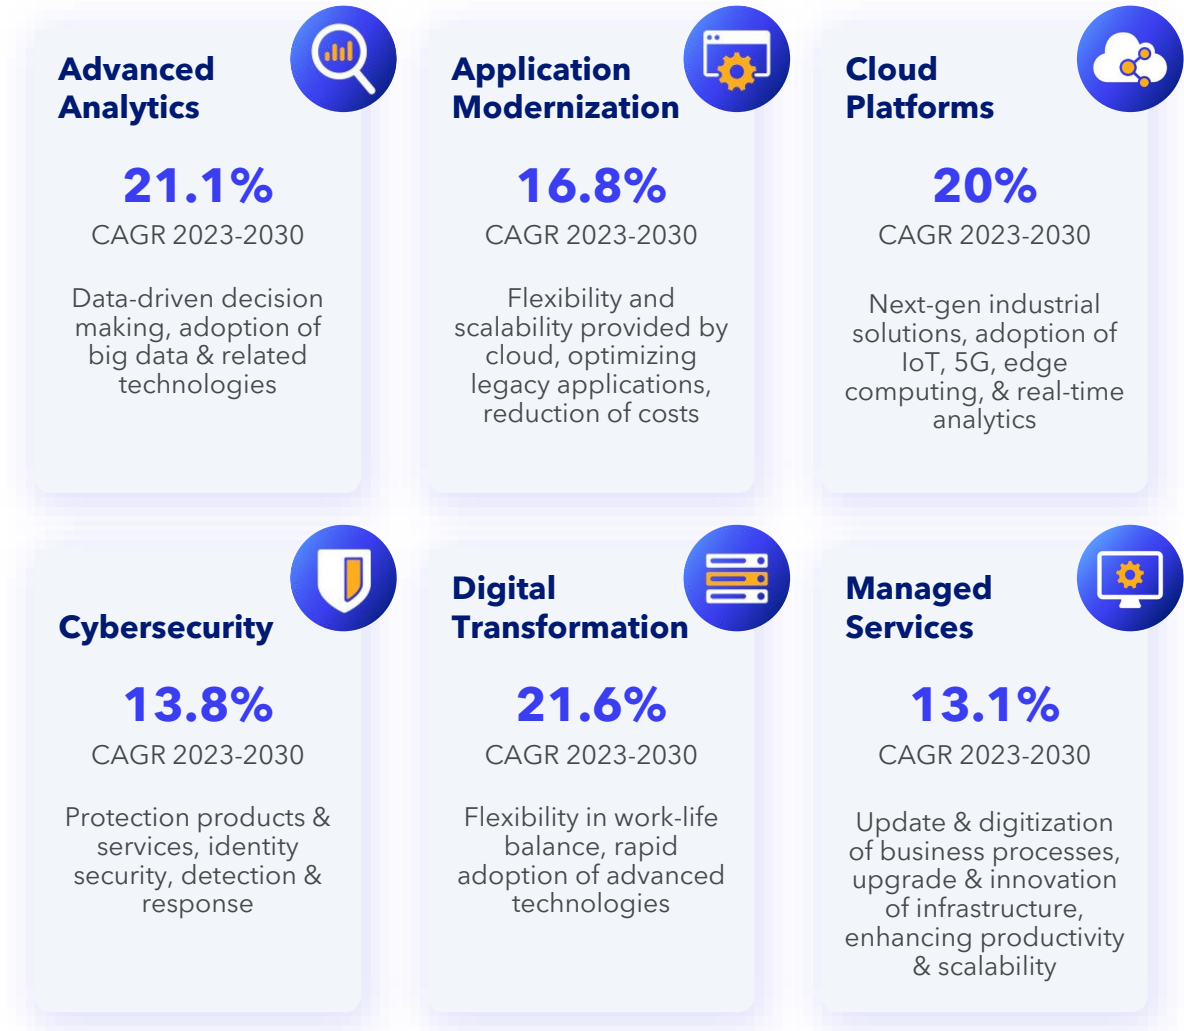 Advanced
Analytics
21.1%
CAGR 2023-2030
Data-driven decision
making, adoption of
big data & related
technologies
Application
Modernization
16.8%
CAGR 2023-2030
Flexibility and
scalability provided by
cloud, optimizing
legacy applications,
reduction of costs
Cloud
Platforms
20%
CAGR 2023-2030
Next-gen industrial
solutions, adoption of
IoT, 5G, edge
computing, & real-time
analytics
Cybersecurity
13.8%
CAGR 2023-2030
Protection products &
services, identity
security, detection &
response
Digital
Transformation
21.6%
CAGR 2023-2030
Flexibility in work-life
balance, rapid
adoption of advanced
technologies
Managed
Services
13.1%
CAGR 2023-2030
Update & digitization
of business processes,
upgrade & innovation
of infrastructure,
enhancing productivity
& scalability